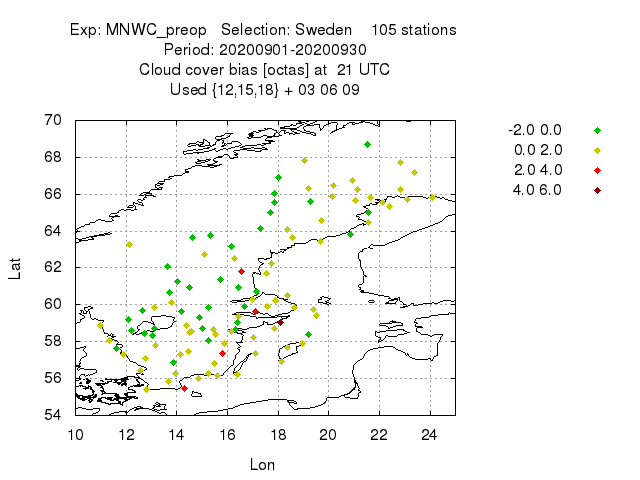 Exp: MNWC_preop Selection: Sweden 105 stations
Period: 20200901-20200930
Cloud cover bias [octas] at 21 UTC
Used {12,15,18} + 03 06 09
-2.0 0.0
0.0 2.0
2.0 4.0
4.0 6.0
Lat
70
68
66
64
62
60
58
56
54
10 12 14 16 18 20 22 24
Lon